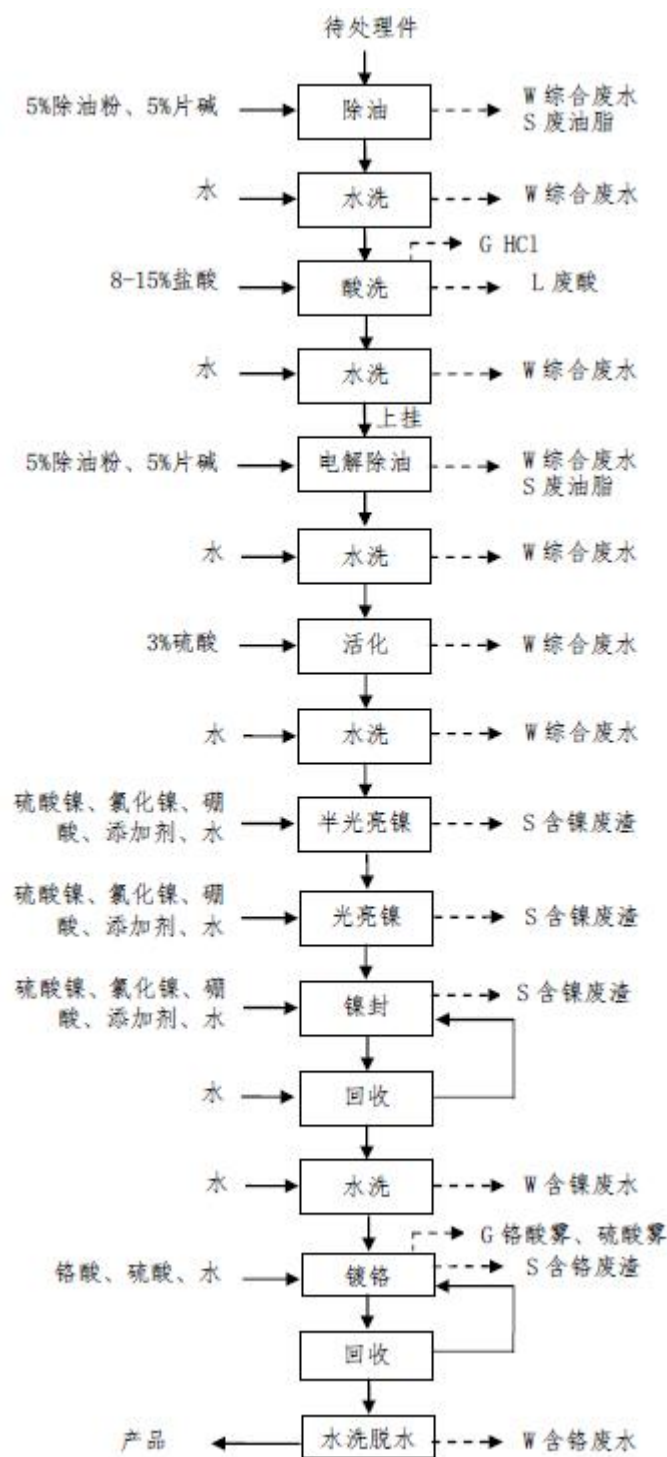 待处理件
5%除油粉、5%片碱
除油
W 综合废水
S 废油脂
水
水洗
W 综合废水
G HCl
8-15%盐酸
酸洗
L 废酸
水
水洗
W 综合废水
上挂
5%除油粉、5%片碱
电解除油
W 综合废水
S 废油脂
水
水洗
W 综合废水
3%硫酸
活化
W 综合废水
水
水洗
W 综合废水
硫酸镍、氯化镍、硼
酸、添加剂、水
半光亮镍
S 含镍废渣
硫酸镍、氯化镍、硼
酸、添加剂、水
光亮镍
S 含镍废渣
硫酸镍、氯化镍、硼
酸、添加剂、水
镍封
S 含镍废渣
水
回收
水
水洗
W 含镍废水
G 铬酸雾、硫酸雾
铬酸、硫酸、水
镀铬
S 含铬废渣
回收
产品
水洗脱水
W 含铬废水